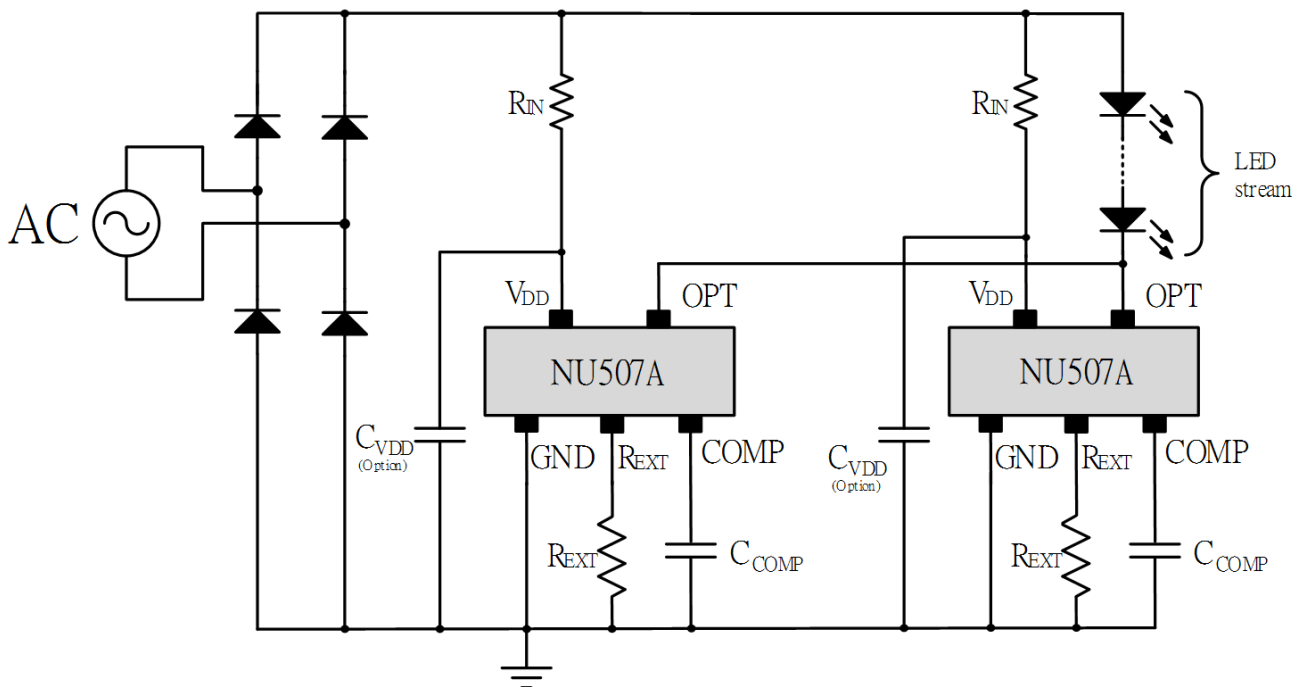 AC
RIN
RIN
LED
stream
VDD
OPT
VDD
OPT
NU507A
NU507A
CVDD
(Option)
GND
REXT
COMP
CVDD
(Option)
GND
REXT
COMP
REXT
CCOMP
REXT
CCOMP